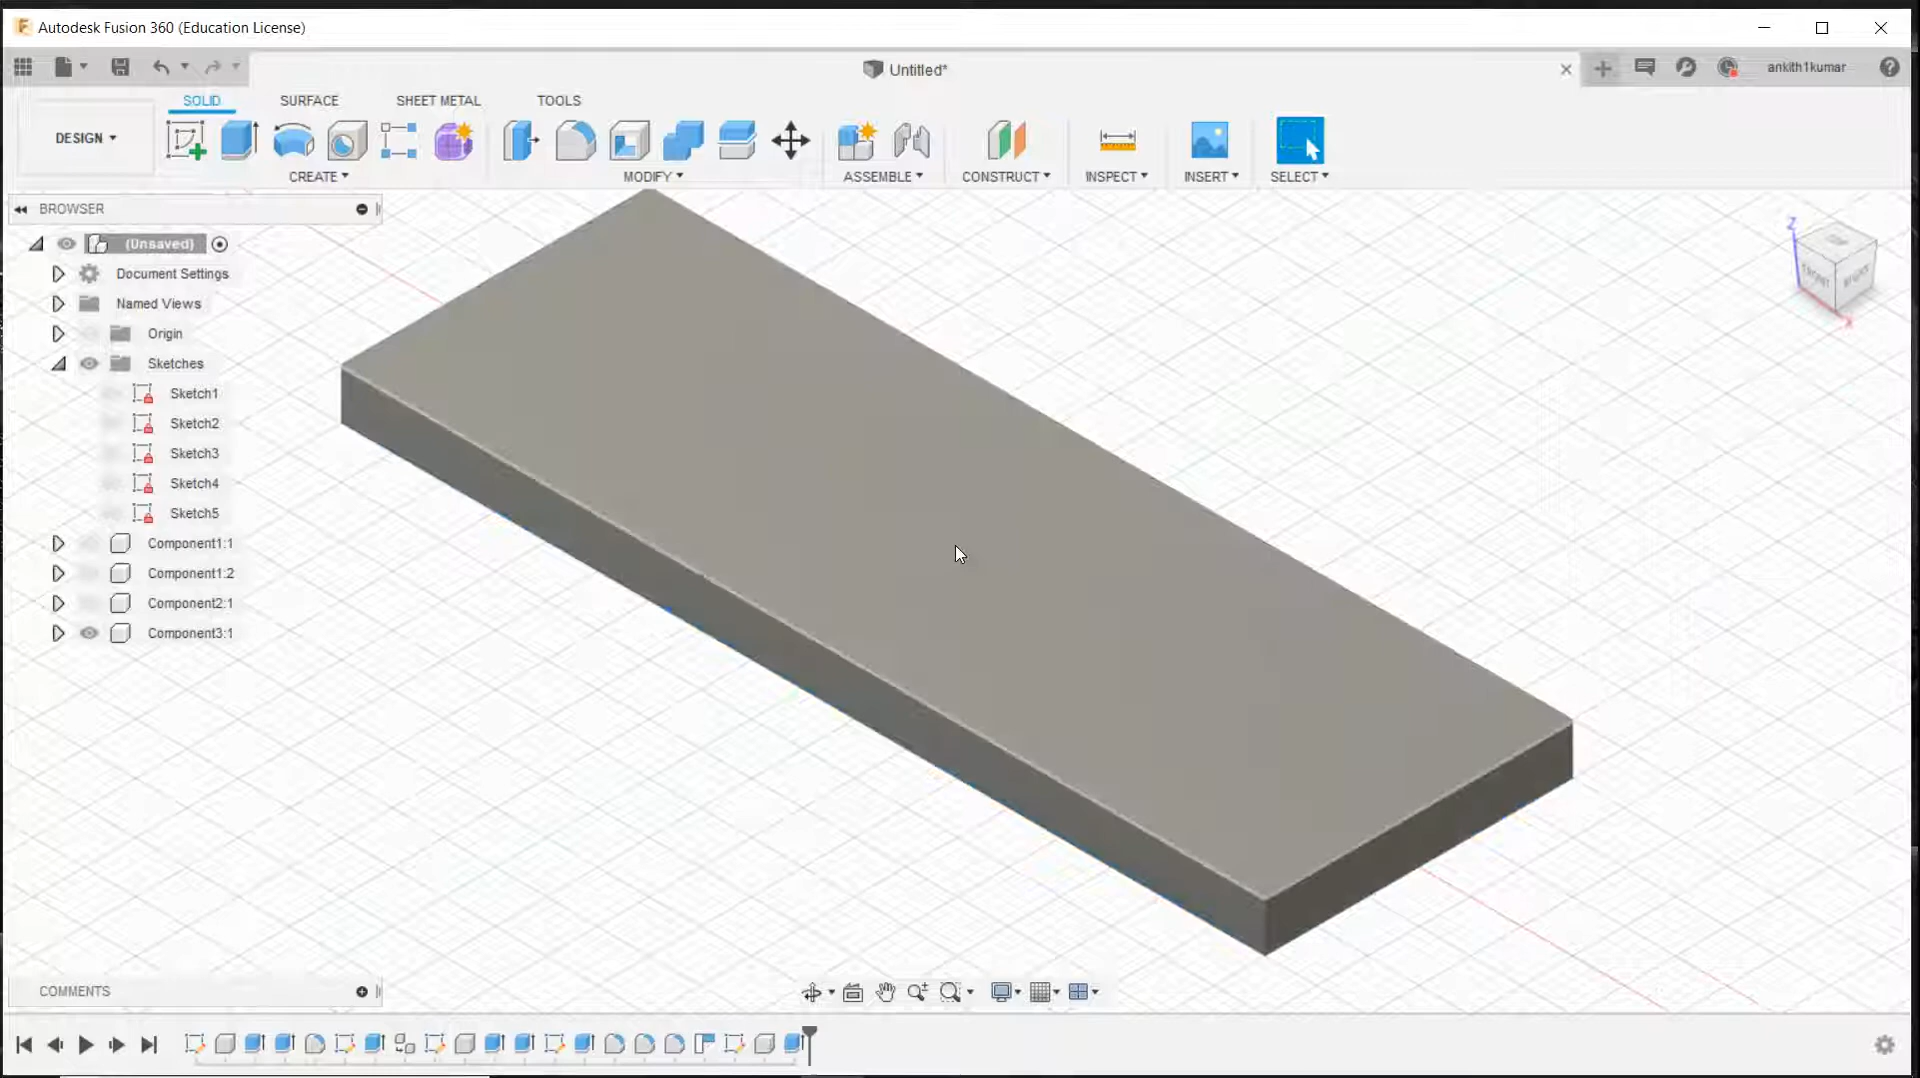 Autodesk Fusion 360 (Education License)
Untitled*
ankith1kumar
SOLID SURFACE SHEET METAL TOOLS
DESIGN
CREATE MODIFY ASSEMBLE CONSTRUCT INSPECT INSERT SELECT
BROWSER
(Unsaved)
Document Settings
Named Views
Origin
Sketches
Sketch1
Sketch2
Sketch3
Sketch4
Sketch5
Component1:1
Component1:2
Component2:1
Component3:1
Z
FRONT
X
COMMENTS